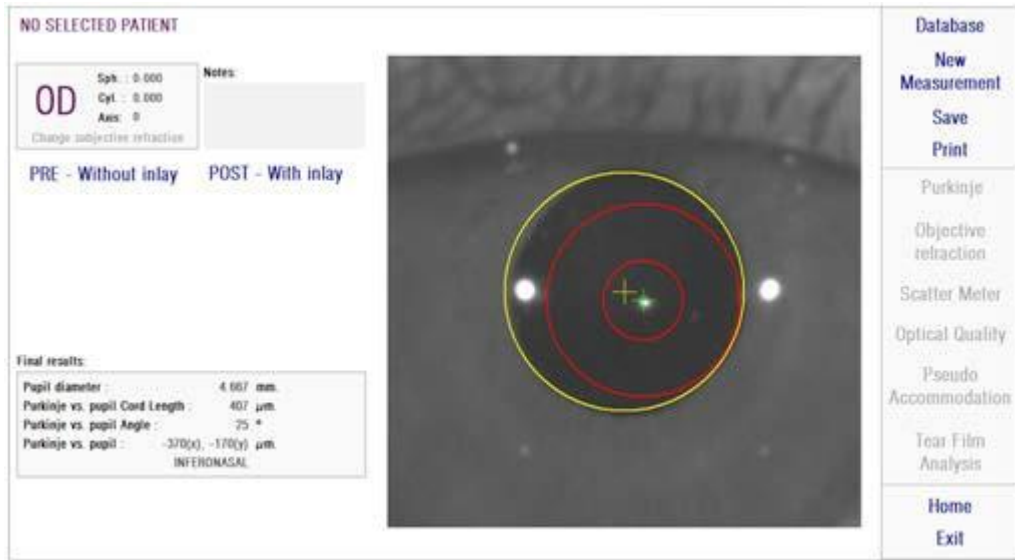 NO SELECTED PATIENT
OD
Sph. : 0.000
Cyl. : 0.000
Axis: 0
Change subjective refraction
Notes:
PRE - Without inlay
POST - With inlay
Final results:
Pupil diameter : 4.667 mm.
Purkinje vs. pupil Cord Length : 407 µm.
Purkinje vs. pupil Angle : 25 °
Purkinje vs. pupil : -370(x), -170(y) µm.
INFERONASAL
Database
New
Measurement
Save
Print
Purkinje
Objective
refraction
Scatter Meter
Optical Quality
Pseudo
Accommodation
Tear Film
Analysis
Home
Exit